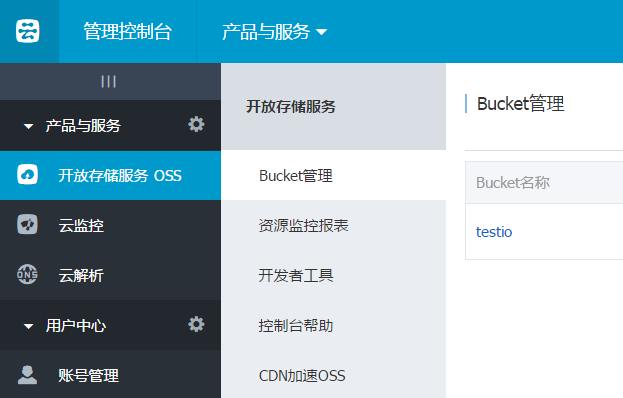 管理控制台
产品与服务
产品与服务
开放存储服务 OSS
云监控
DNS
云解析
用户中心
账号管理
开放存储服务
Bucket管理
资源监控报表
开发者工具
控制台帮助
CDN加速OSS
Bucket管理
Bucket名称
testio